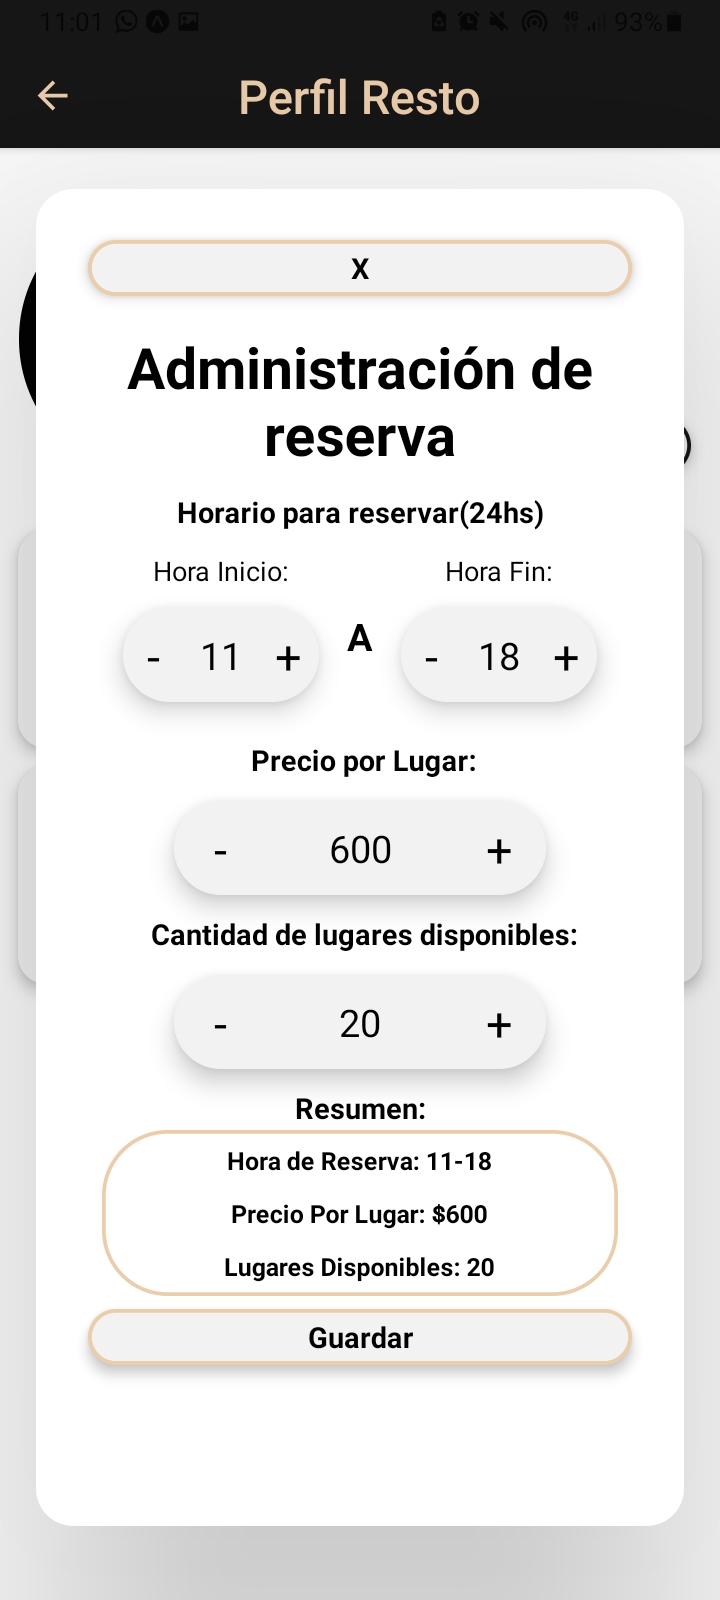 11:01 4G 93%
Perfil Resto
X
Administración de
reserva
Horario para reservar(24hs)
Hora Inicio: Hora Fin:
- 11 + A - 18 +
Precio por Lugar:
- 600 +
Cantidad de lugares disponibles:
- 20 +
Resumen:
Hora de Reserva: 11-18
Precio Por Lugar: $600
Lugares Disponibles: 20
Guardar